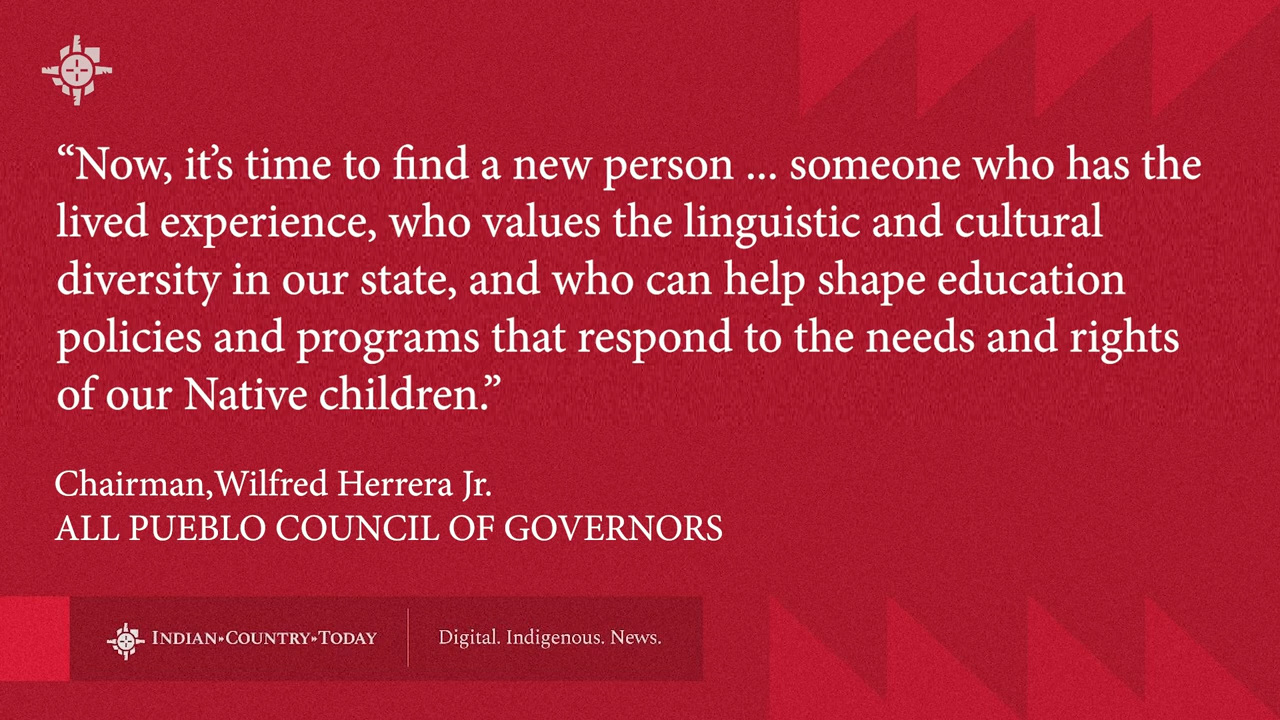 “Now, it’s time to find a new person ... someone who has the
lived experience, who values the linguistic and cultural
diversity in our state, and who can help shape education
policies and programs that respond to the needs and rights
of our Native children.”
Chairman,Wilfred Herrera Jr.
ALL PUEBLO COUNCIL OF GOVERNORS
INDIAN▸COUNTRY▸TODAY
Digital. Indigenous. News.